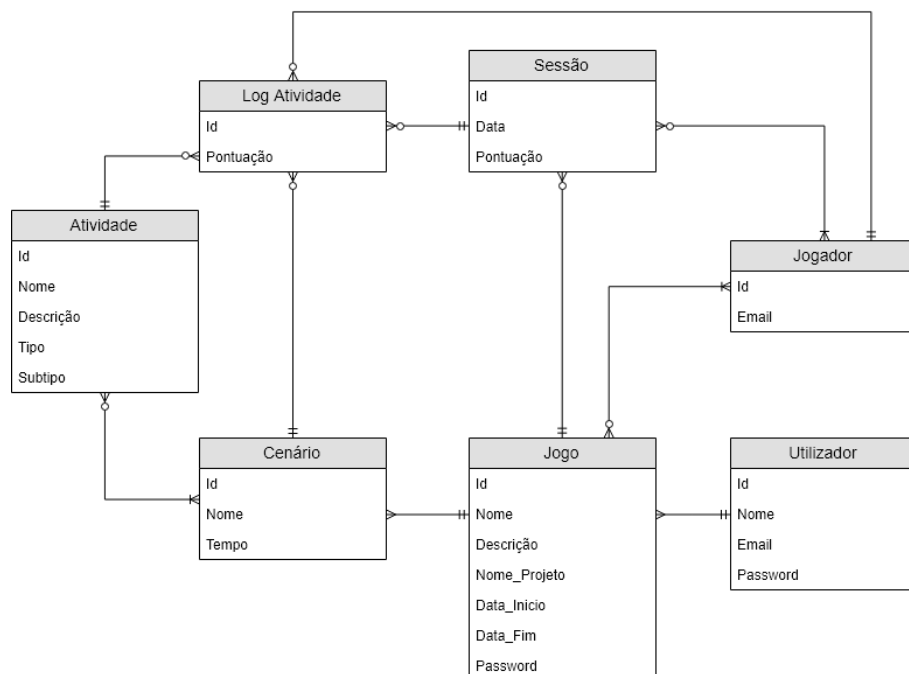 Log Atividade
Id
Pontuação
Sessão
Id
Data
Pontuação
Atividade
Id
Nome
Descrição
Tipo
Subtipo
Jogador
Id
Email
Cenário
Id
Nome
Tempo
Jogo
Id
Nome
Descrição
Nome_Projeto
Data_Inicio
Data_Fim
Password
Utilizador
Id
Nome
Email
Password